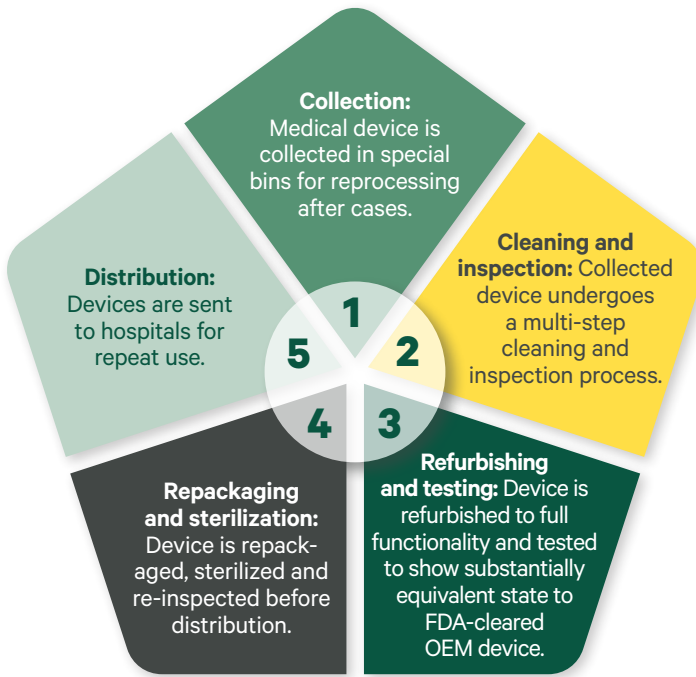 Collection:
Medical device is
collected in special
bins for reprocessing
after cases.
1
Cleaning and
inspection: Collected
device undergoes
a multi-step
cleaning and
inspection process.
2
Refurbishing
and testing: Device is
refurbished to full
functionality and tested
to show substantially
equivalent state to
FDA-cleared
OEM device.
3
Repackaging
and sterilization:
Device is repack-
aged, sterilized and
re-inspected before
distribution.
4
Distribution:
Devices are sent
to hospitals for
repeat use.
5